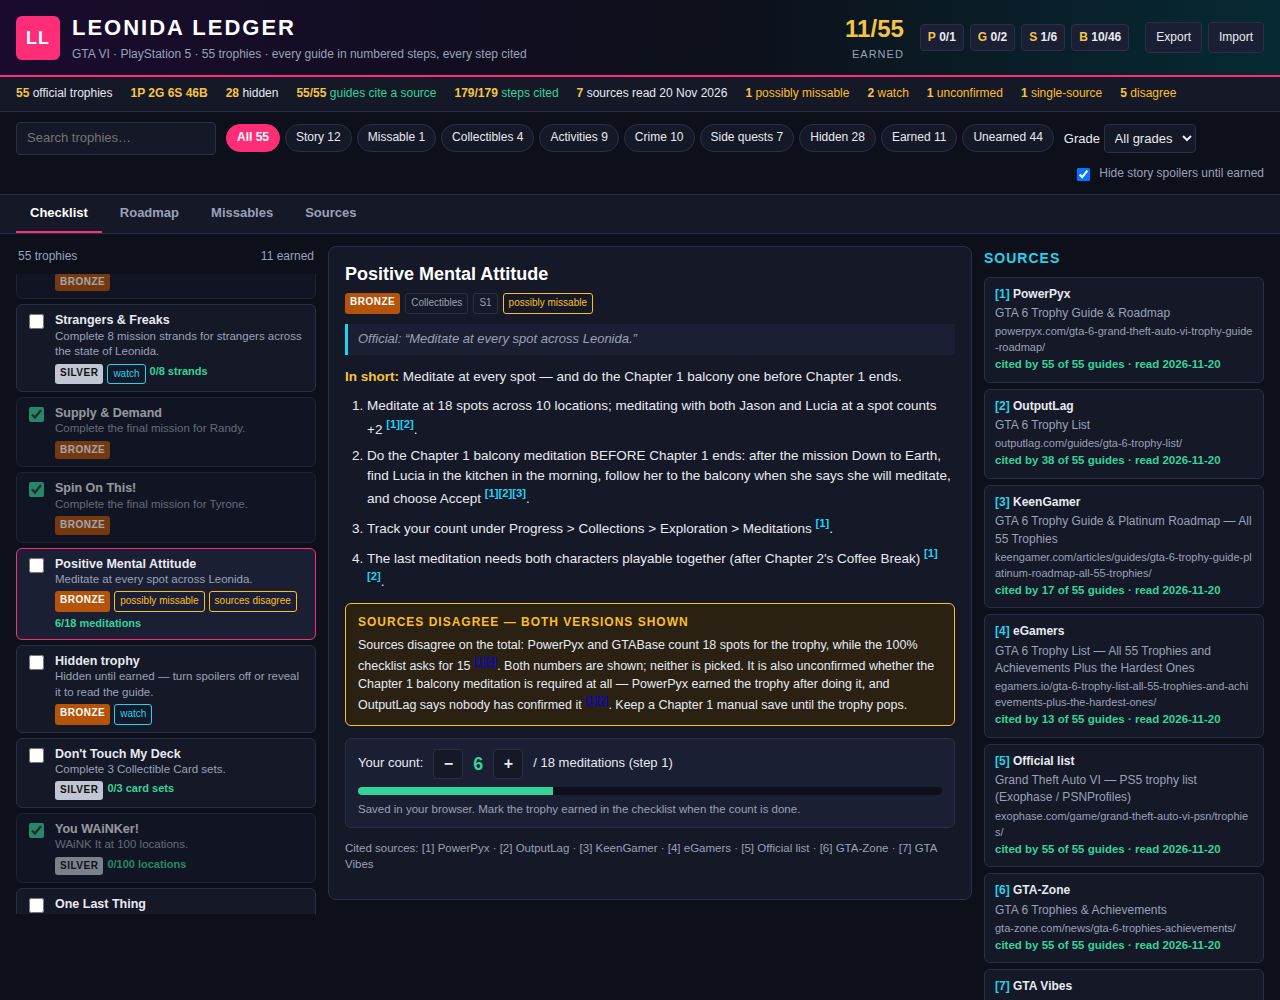 LL
LEONIDA LEDGER
GTA VI · PlayStation 5 · 55 trophies · every guide in numbered steps, every step cited
11/55
EARNED
P 0/1
G 0/2
S 1/6
B 10/46
Export
Import
55 official trophies
1P 2G 6S 46B
28 hidden
55/55 guides cite a source
179/179 steps cited
7 sources read 20 Nov 2026
1 possibly missable
2 watch
1 unconfirmed
1 single-source
5 disagree
Search trophies…
All 55
Story 12
Missable 1
Collectibles 4
Activities 9
Crime 10
Side quests 7
Hidden 28
Earned 11
Unearned 44
Grade
All grades
Hide story spoilers until earned
Checklist
Roadmap
Missables
Sources
55 trophies
11 earned
BRONZE
Strangers & Freaks
Complete 8 mission strands for strangers across
the state of Leonida.
SILVER watch 0/8 strands
Supply & Demand
Complete the final mission for Randy.
BRONZE
Spin On This!
Complete the final mission for Tyrone.
BRONZE
Positive Mental Attitude
Meditate at every spot across Leonida.
BRONZE possibly missable sources disagree
6/18 meditations
Hidden trophy
Hidden until earned — turn spoilers off or reveal
it to read the guide.
BRONZE watch
Don't Touch My Deck
Complete 3 Collectible Card sets.
SILVER 0/3 card sets
You WAiNKer!
WAiNK It at 100 locations.
SILVER 0/100 locations
One Last Thing
Positive Mental Attitude
BRONZE Collectibles S1 possibly missable
Official: “Meditate at every spot across Leonida.”
In short: Meditate at every spot — and do the Chapter 1 balcony one before Chapter 1 ends.
1. Meditate at 18 spots across 10 locations; meditating with both Jason and Lucia at a spot counts
+2 [1][2].
2. Do the Chapter 1 balcony meditation BEFORE Chapter 1 ends: after the mission Down to Earth,
find Lucia in the kitchen in the morning, follow her to the balcony when she says she will meditate,
and choose Accept [1][2][3].
3. Track your count under Progress > Collections > Exploration > Meditations [1].
4. The last meditation needs both characters playable together (after Chapter 2's Coffee Break) [1]
[2].
SOURCES DISAGREE — BOTH VERSIONS SHOWN
Sources disagree on the total: PowerPyx and GTABase count 18 spots for the trophy, while the 100%
checklist asks for 15. Both numbers are shown; neither is picked. It is also unconfirmed whether the
Chapter 1 balcony meditation is required at all — PowerPyx earned the trophy after doing it, and
OutputLag says nobody has confirmed it. Keep a Chapter 1 manual save until the trophy pops.
Your count: − 6 + / 18 meditations (step 1)
Saved in your browser. Mark the trophy earned in the checklist when the count is done.
Cited sources: [1] PowerPyx · [2] OutputLag · [3] KeenGamer · [4] eGamers · [5] Official list · [6] GTA-Zone · [7] GTA
Vibes
SOURCES
[1] PowerPyx
GTA 6 Trophy Guide & Roadmap
powerpyx.com/gta-6-grand-theft-auto-vi-trophy-guide
-roadmap/
cited by 55 of 55 guides · read 2026-11-20
[2] OutputLag
GTA 6 Trophy List
outputlag.com/guides/gta-6-trophy-list/
cited by 38 of 55 guides · read 2026-11-20
[3] KeenGamer
GTA 6 Trophy Guide & Platinum Roadmap — All
55 Trophies
keengamer.com/articles/guides/gta-6-trophy-guide-pl
atinum-roadmap-all-55-trophies/
cited by 17 of 55 guides · read 2026-11-20
[4] eGamers
GTA 6 Trophy List — All 55 Trophies and
Achievements Plus the Hardest Ones
egamers.io/gta-6-trophy-list-all-55-trophies-and-achi
evements-plus-the-hardest-ones/
cited by 13 of 55 guides · read 2026-11-20
[5] Official list
Grand Theft Auto VI — PS5 trophy list
(Exophase / PSNProfiles)
exophase.com/game/grand-theft-auto-vi-psn/trophie
s/
cited by 55 of 55 guides · read 2026-11-20
[6] GTA-Zone
GTA 6 Trophies & Achievements
gta-zone.com/news/gta-6-trophies-achievements/
cited by 55 of 55 guides · read 2026-11-20
[7] GTA Vibes